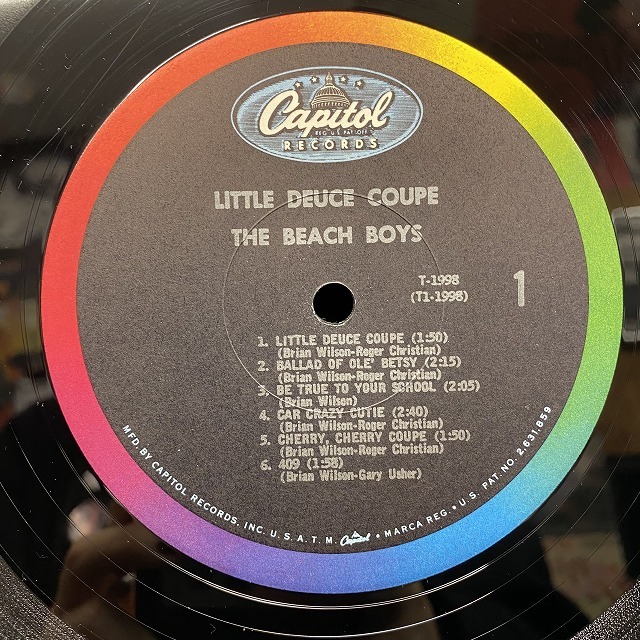 Capitol
REG. U.S. PAT. OFF.
RECORDS
LITTLE DEUCE COUPE
THE BEACH BOYS
T-1998
(T1-1998)
1
1. LITTLE DEUCE COUPE (1:50)
(Brian Wilson-Roger Christian)
2. BALLAD OF OLE' BETSY (2:15)
(Brian Wilson-Roger Christian)
3. BE TRUE TO YOUR SCHOOL (2:05)
(Brian Wilson)
4. CAR CRAZY CUTIE (2:40)
(Brian Wilson-Roger Christian)
5. CHERRY, CHERRY COUPE (1:50)
(Brian Wilson-Roger Christian)
6. 409 (1:58)
(Brian Wilson-Gary Usher)
MFD. BY CAPITOL RECORDS, INC. U.S.A. T.M. Capitol • MARCA REG. • U.S. PAT. NO. 2,631,859